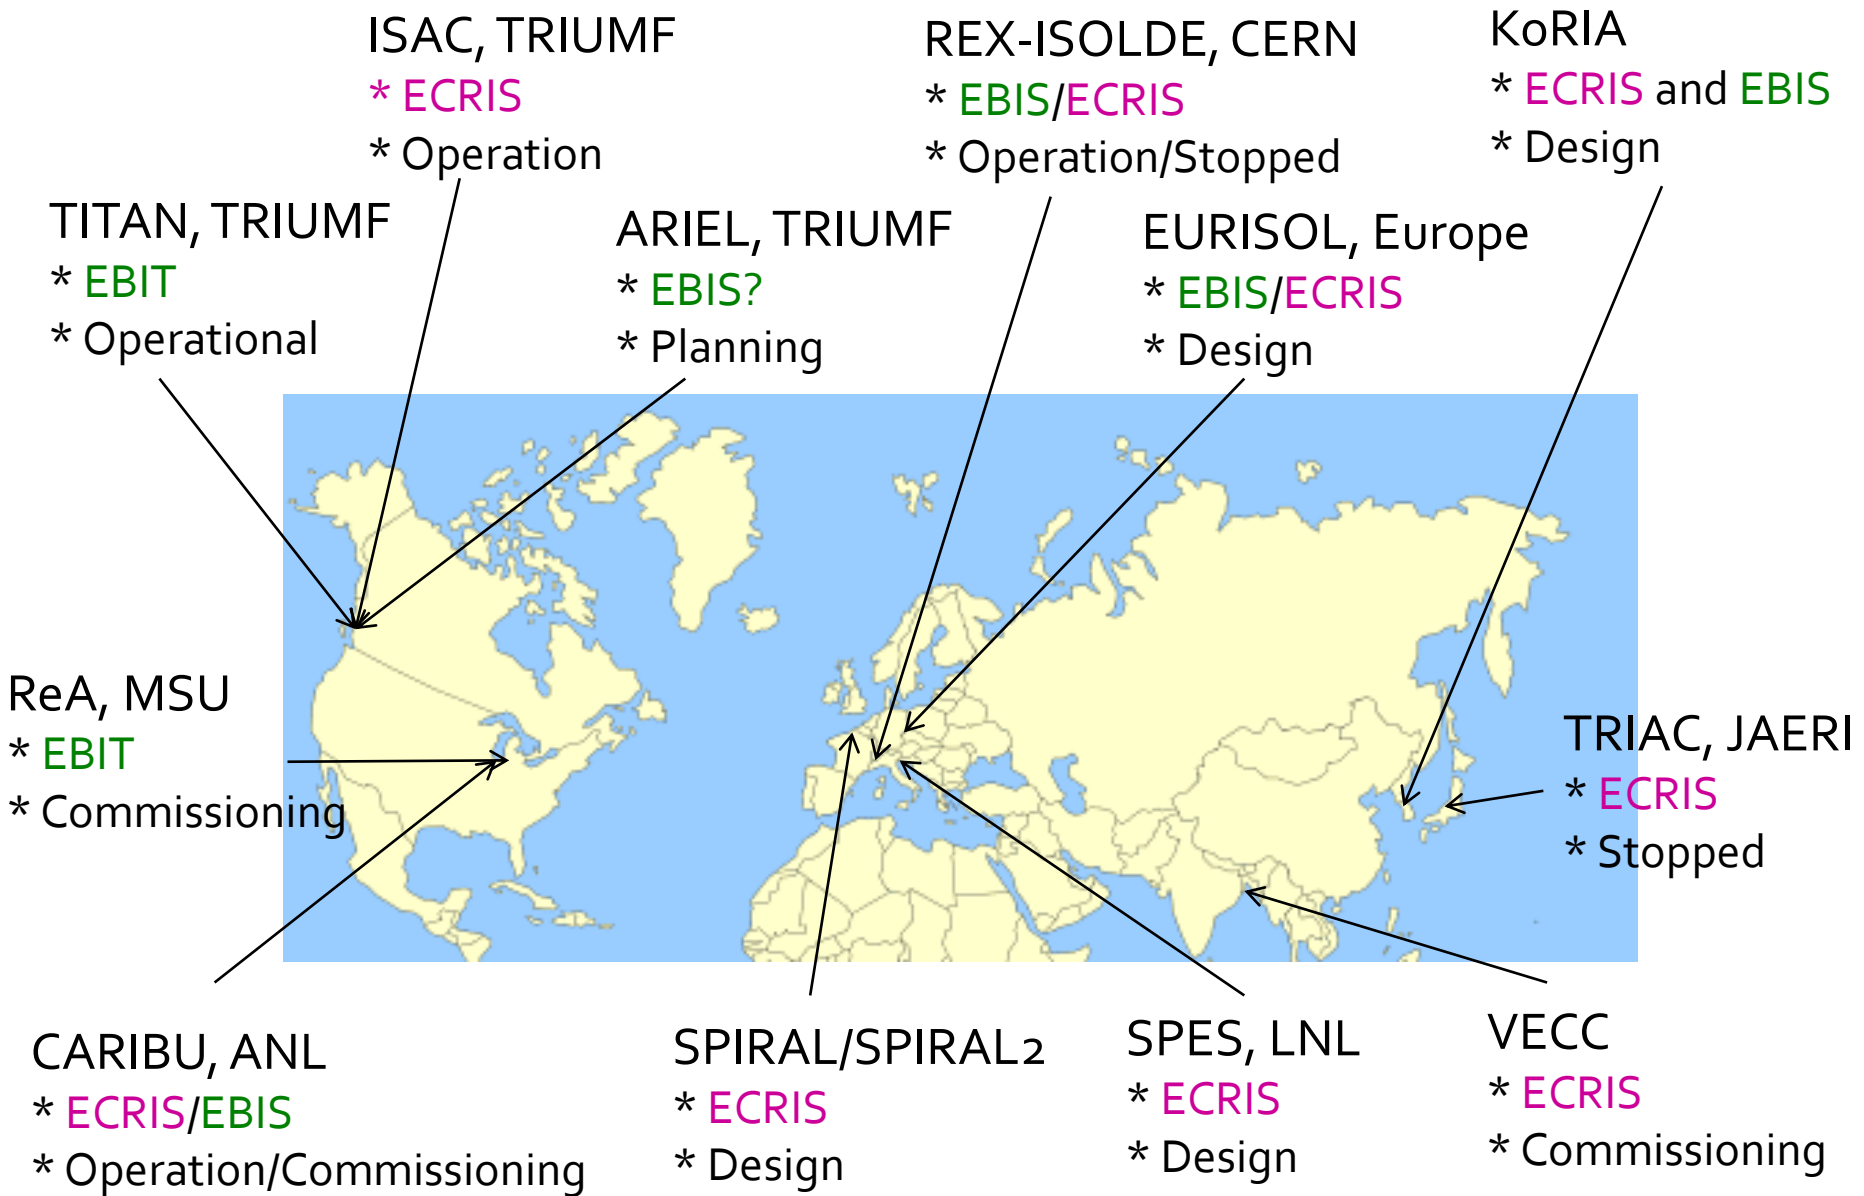 ISAC, TRIUMF
* ECRIS
* Operation
REX-ISOLDE, CERN
* EBIS/ECRIS
* Operation/Stopped
KoRIA
* ECRIS and EBIS
* Design
TITAN, TRIUMF
* EBIT
* Operational
ARIEL, TRIUMF
* EBIS?
* Planning
EURISOL, Europe
* EBIS/ECRIS
* Design
ReA, MSU
* EBIT
* Commissioning
TRIAC, JAERI
* ECRIS
* Stopped
CARIBU, ANL
* ECRIS/EBIS
* Operation/Commissioning
SPIRAL/SPIRAL2
* ECRIS
* Design
SPES, LNL
* ECRIS
* Design
VECC
* ECRIS
* Commissioning